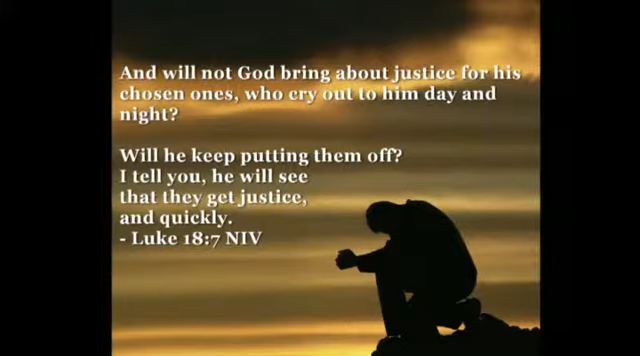 And will not God bring about justice for his
chosen ones, who cry out to him day and
night?
Will he keep putting them off?
I tell you, he will see
that they get justice,
and quickly.
- Luke 18:7 NIV